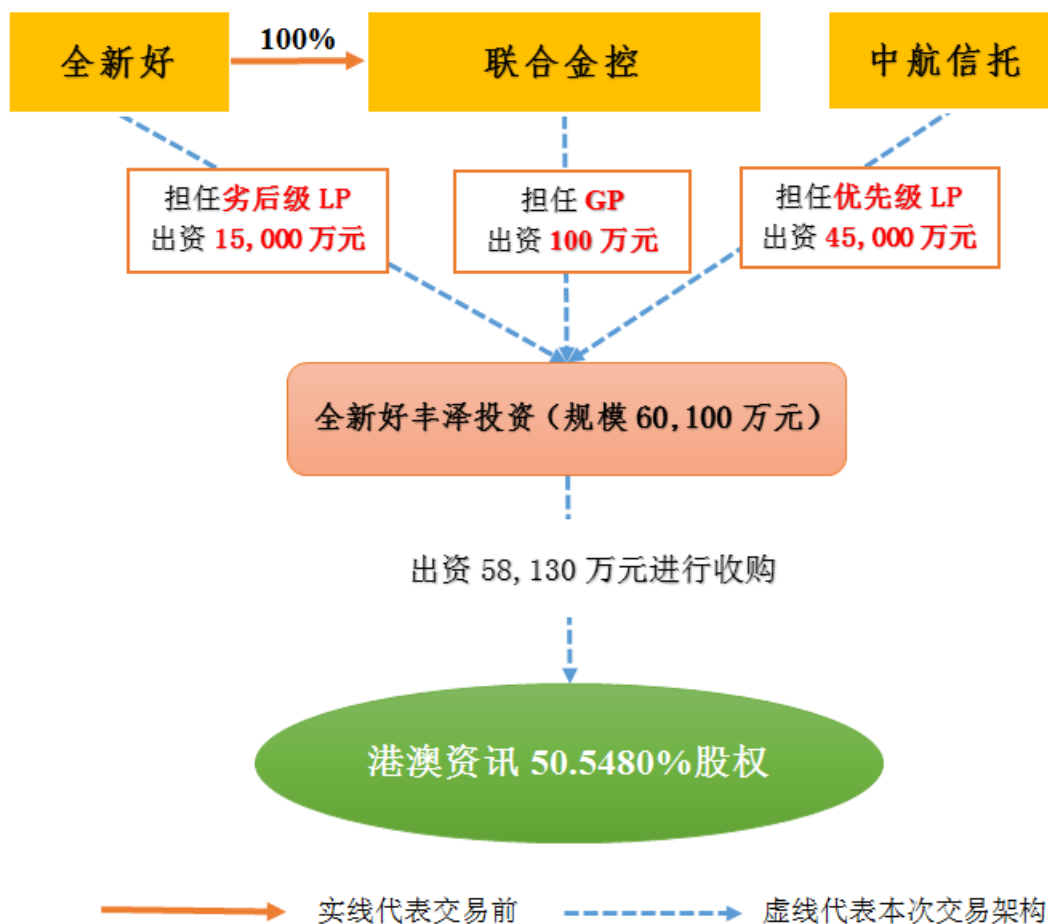 全新好
100%
联合金控
中航信托
担任劣后级 LP
出资 15,000 万元
担任 GP
出资 100 万元
担任优先级 LP
出资 45,000 万元
全新好丰泽投资（规模 60,100 万元）
出资 58,130 万元进行收购
港澳资讯 50.5480%股权
实线代表交易前
虚线代表本次交易架构